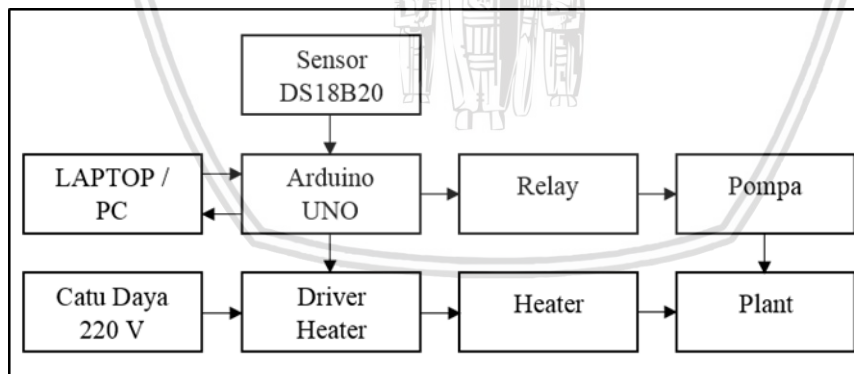 Sensor
DS18B20
LAPTOP /
PC
Arduino
UNO
Relay
Pompa
Catu Daya
220 V
Driver
Heater
Heater
Plant